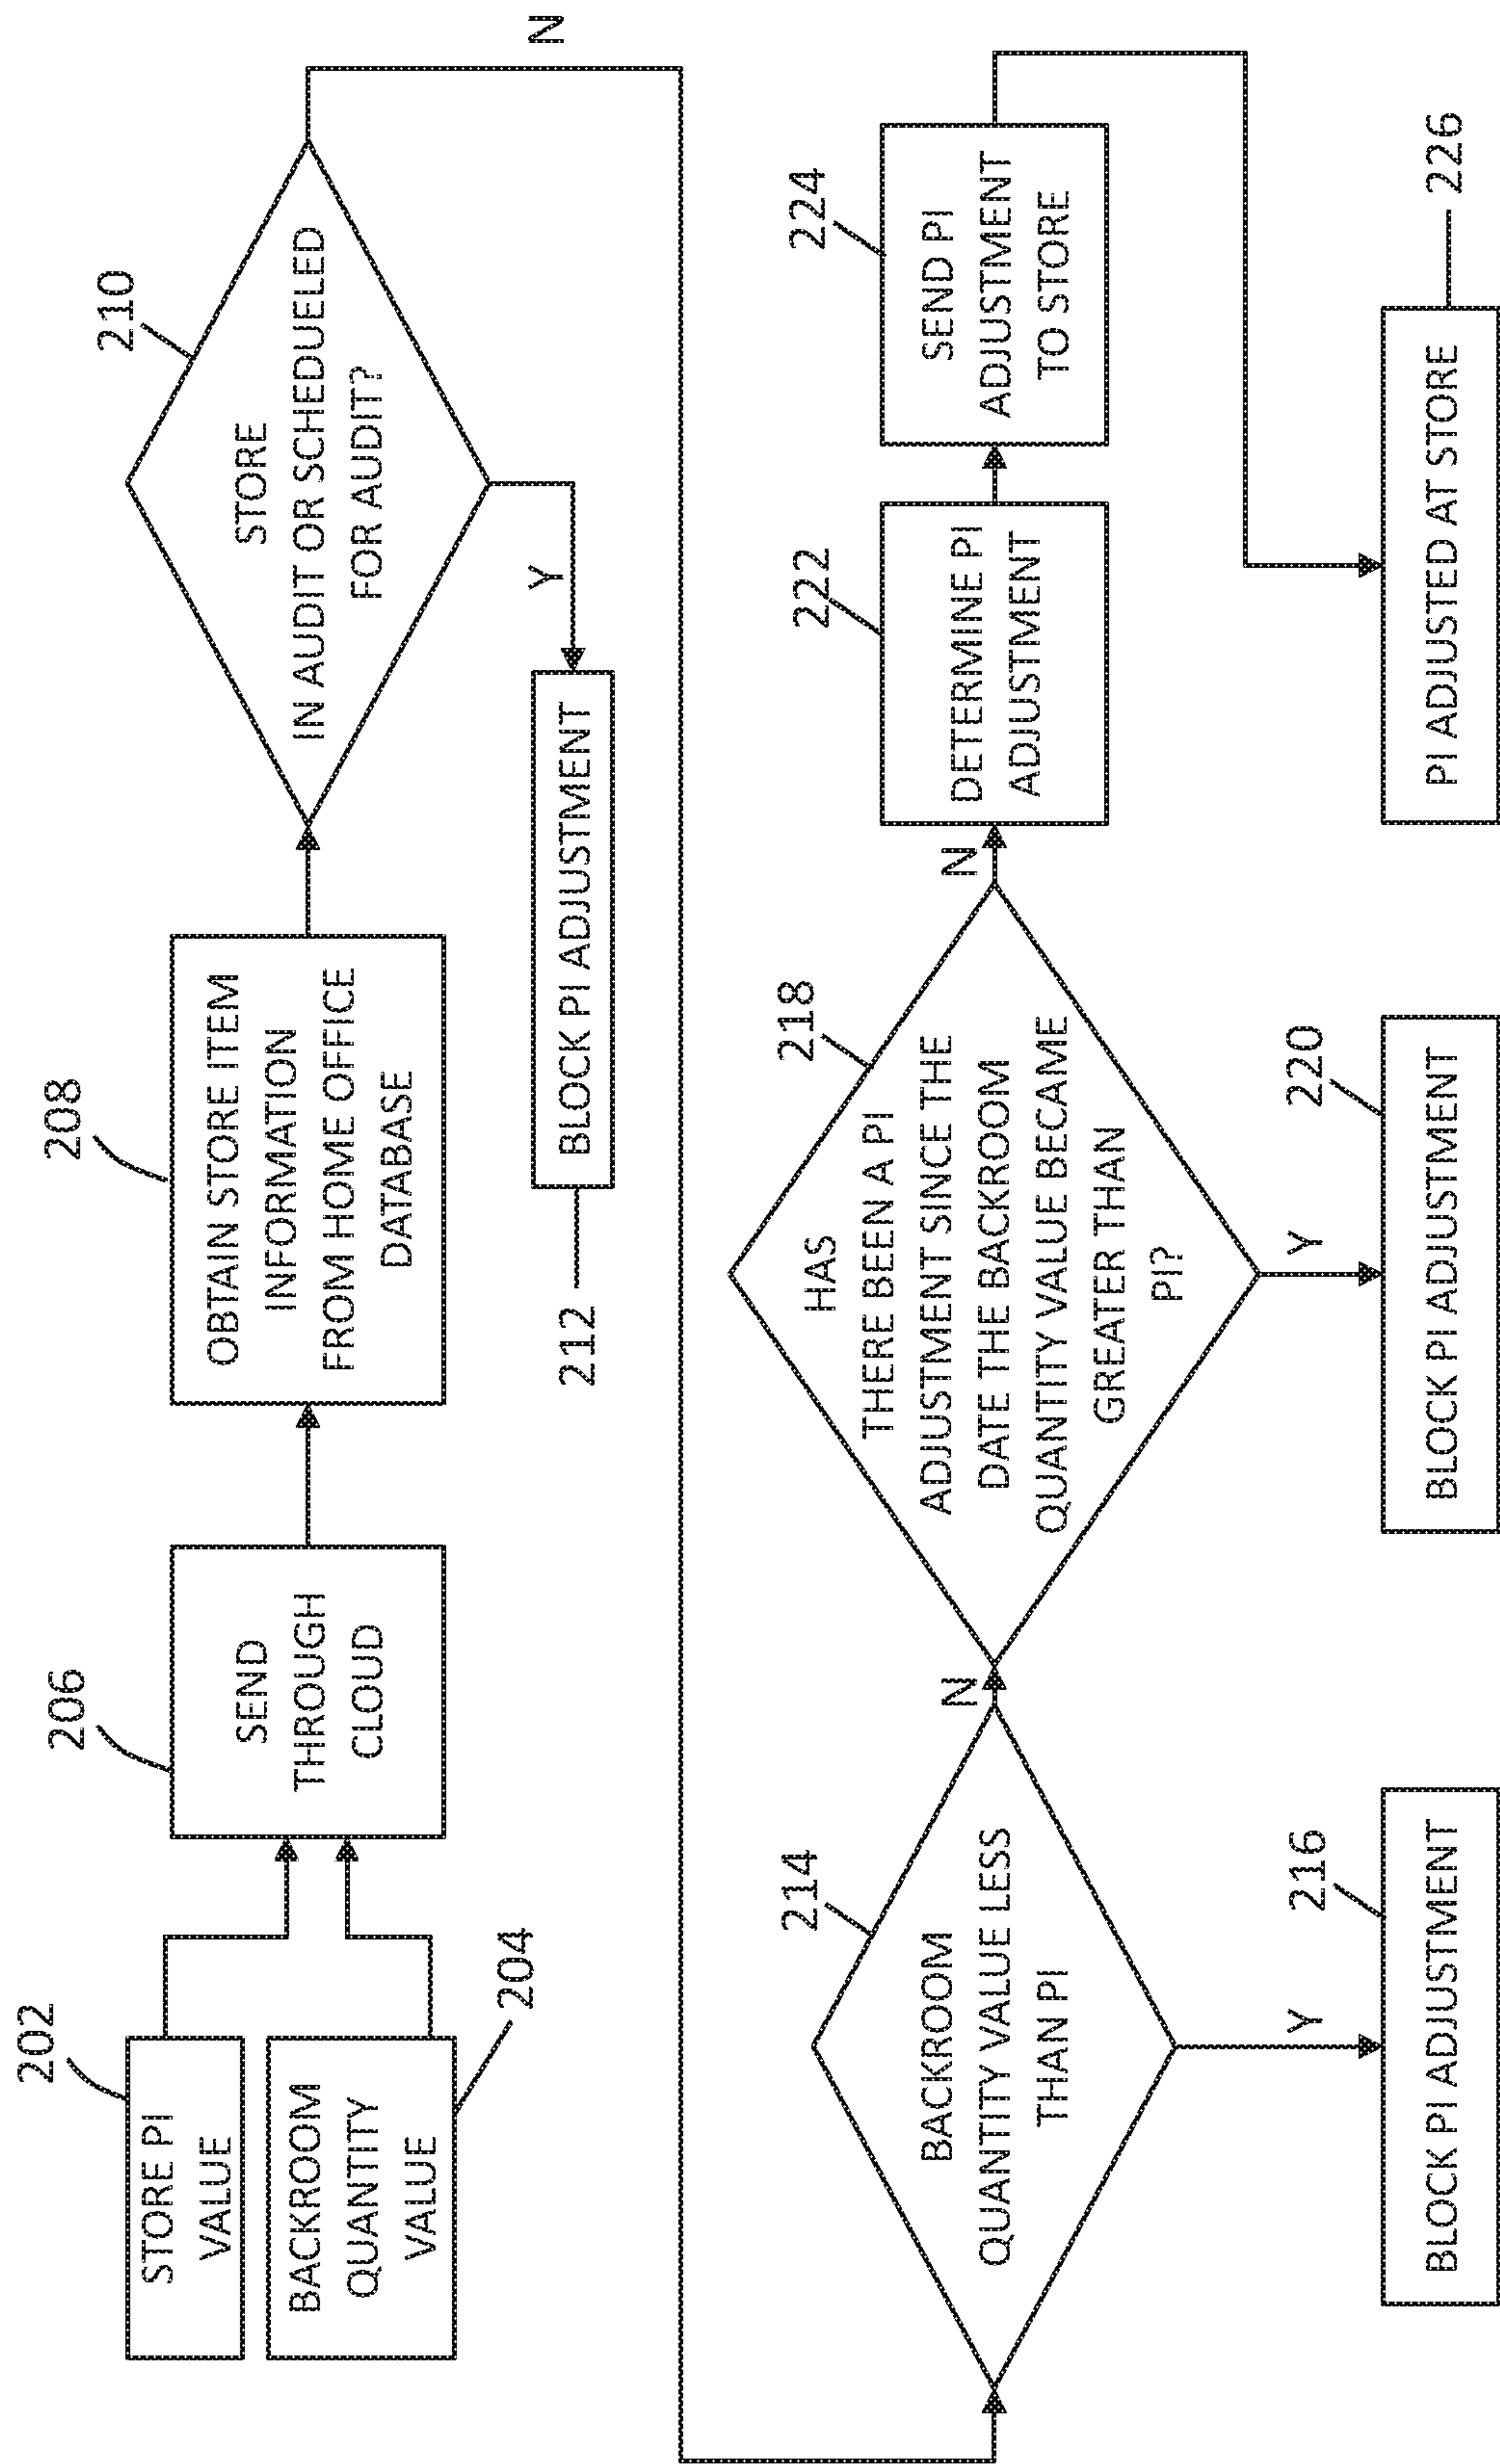 202
STORE PI
VALUE
BACKROOM
QUANTITY
VALUE
204
206
SEND
THROUGH
CLOUD
208
OBTAIN STORE ITEM
INFORMATION
FROM HOME OFFICE
DATABASE
210
STORE
IN AUDIT OR SCHEDUELED
FOR AUDIT?
Y
N
BLOCK PI ADJUSTMENT
212
214
BACKROOM
QUANTITY VALUE LESS
THAN PI
N
Y
216
BLOCK PI ADJUSTMENT
218
HAS
THERE BEEN A PI
ADJUSTMENT SINCE THE
DATE THE BACKROOM
QUANTITY VALUE BECAME
GREATER THAN
PI?
N
Y
220
BLOCK PI ADJUSTMENT
222
DETERMINE PI
ADJUSTMENT
224
SEND PI
ADJUSTMENT
TO STORE
PI ADJUSTED AT STORE
226